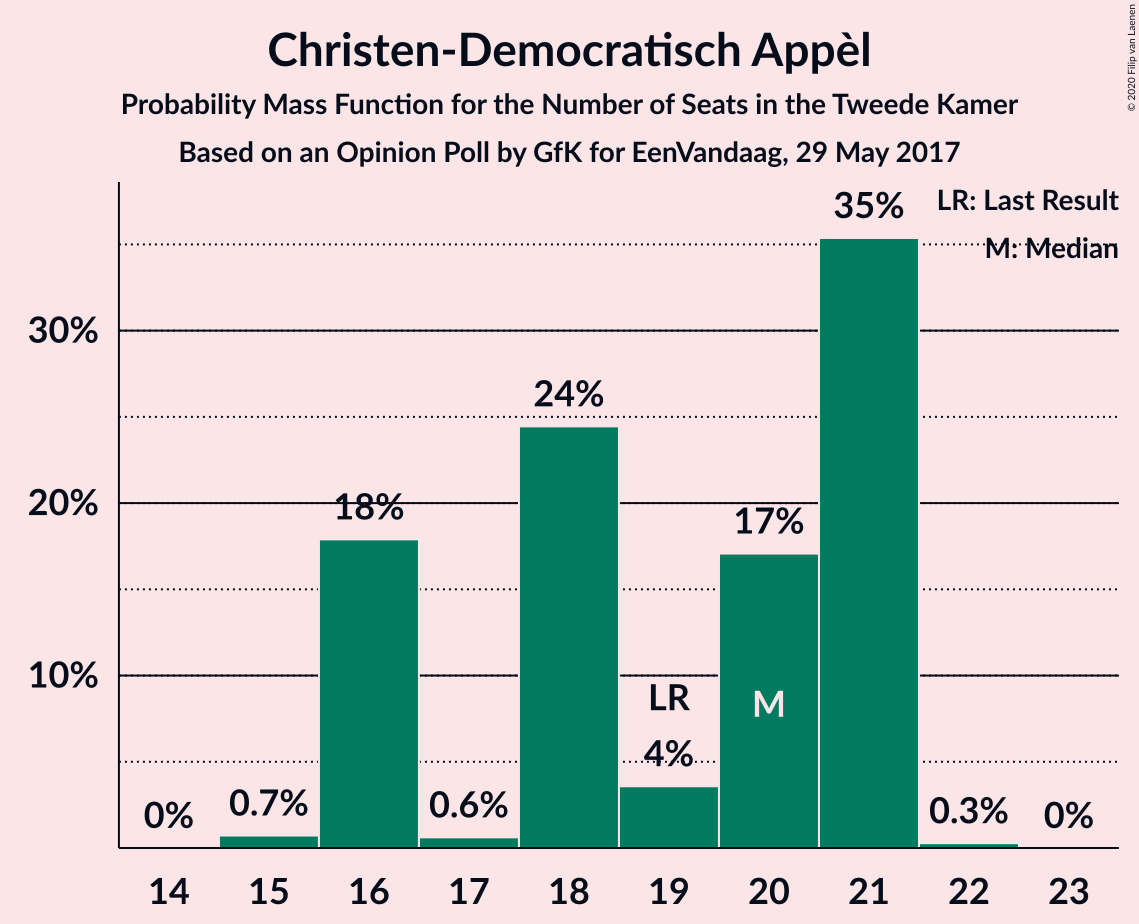 Christen-Democratisch Appèl
Probability Mass Function for the Number of Seats in the Tweede Kamer
Based on an Opinion Poll by GfK for EenVandaag, 29 May 2017
© 2020 Filip van Laenen
LR: Last Result
M: Median
35%
30%
24%
20%
18%
17%
10%
LR
M
4%
0%
0.7%
0.6%
0.3%
0%
14 15 16 17 18 19 20 21 22 23